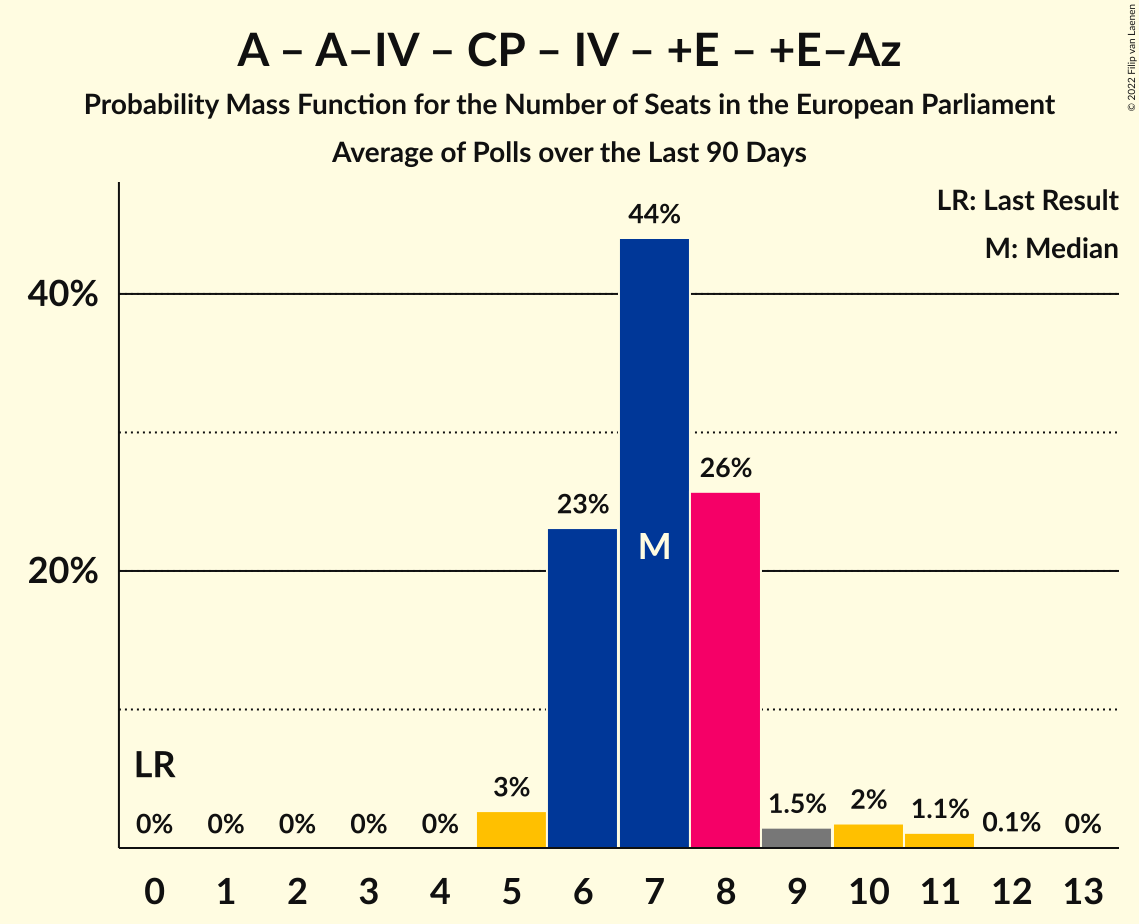 A – A–IV – CP – IV – +E – +E–Az
Probability Mass Function for the Number of Seats in the European Parliament
Average of Polls over the Last 90 Days
© 2022 Filip van Laenen
LR: Last Result
M: Median
44%
40%
26%
23%
M
20%
LR
3%
1.5%
2%
1.1%
0.1%
0%
0% 0% 0% 0% 0%
0 1 2 3 4 5 6 7 8 9 10 11 12 13